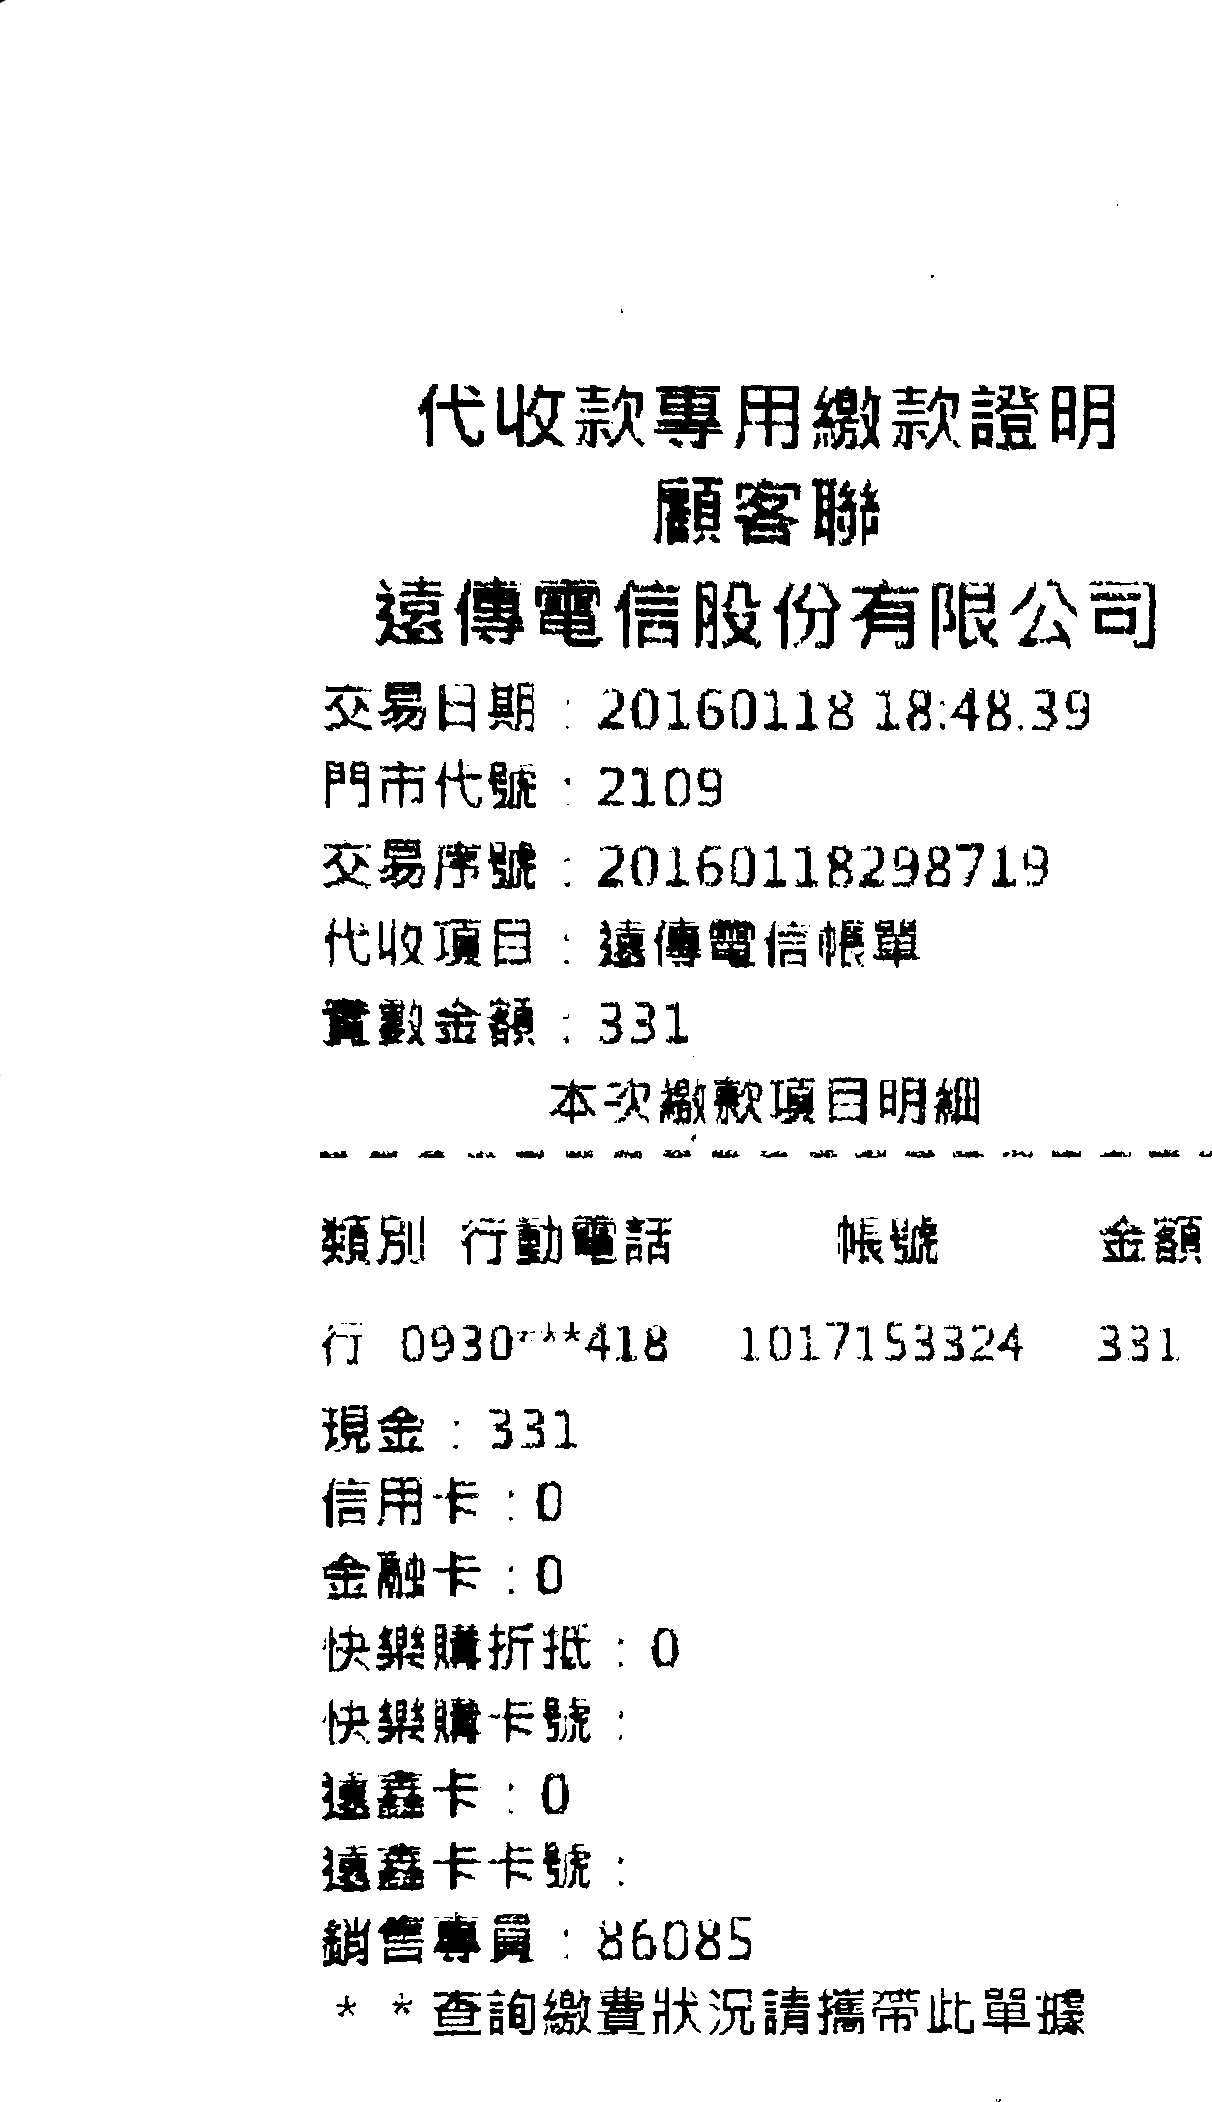 代收款專用繳款證明
顧客聯
遠傳電信股份有限公司
交易日期：20160118 18:48.39
門市代號：2109
交易序號：20160118298719
代收項目：遠傳電信帳單
實數金額：331
本次繳款項目明細
類別 行動電話 帳號 金額
行 0930***418 1017153324 331
現金：331
信用卡：0
金融卡：0
快樂購折抵：0
快樂購卡號：
遠鑫卡：0
遠鑫卡卡號：
銷售專員：86085
**查詢繳費狀況請攜帶此單據